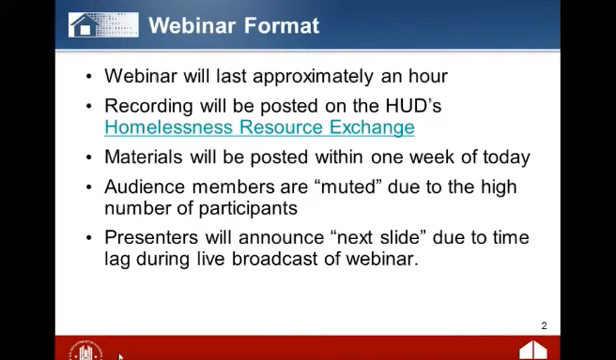 Webinar Format
• Webinar will last approximately an hour
• Recording will be posted on the HUD's
Homelessness Resource Exchange
• Materials will be posted within one week of today
• Audience members are “muted” due to the high
number of participants
• Presenters will announce “next slide” due to time
lag during live broadcast of webinar.
2